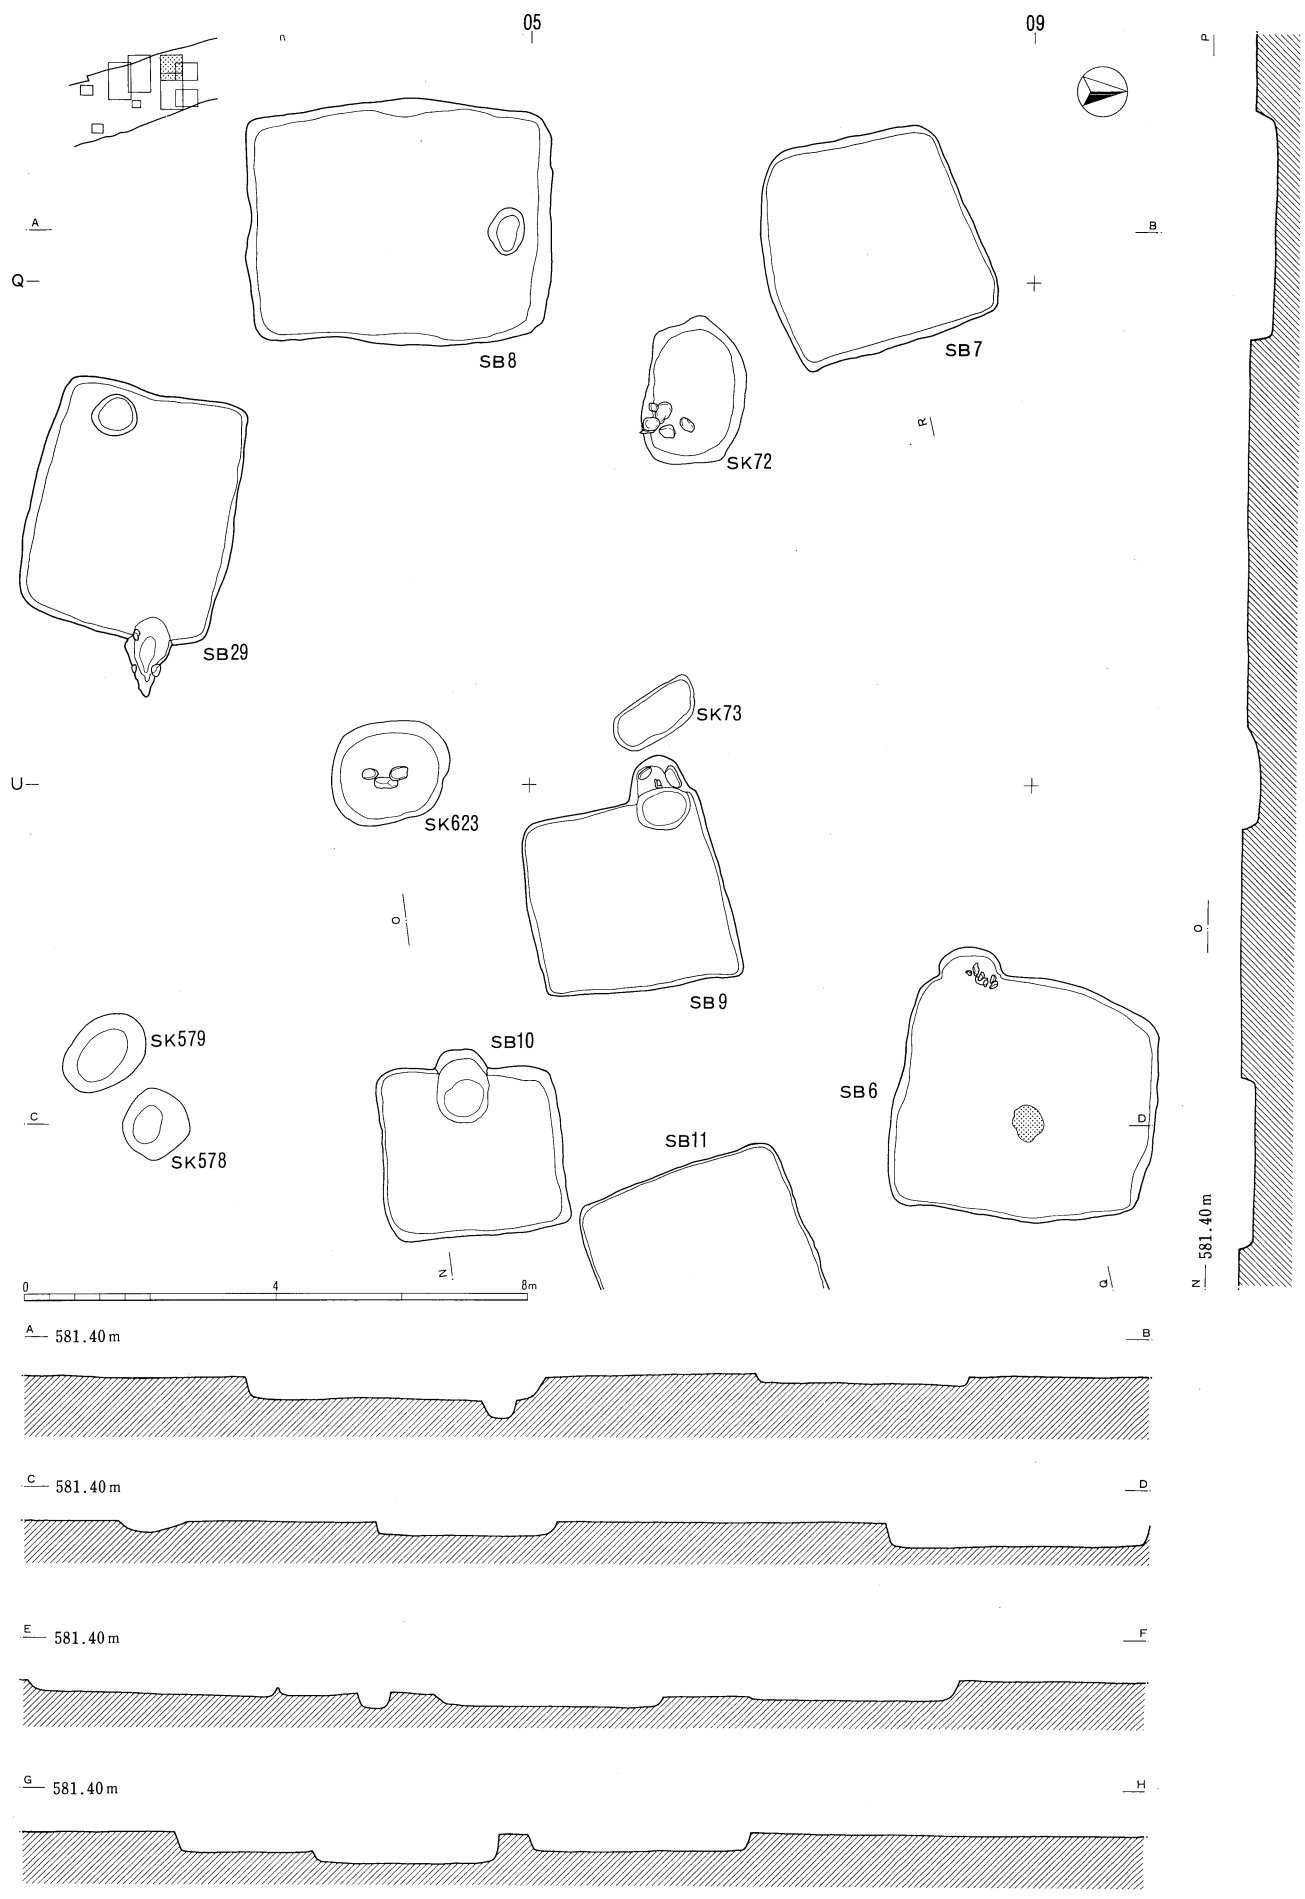 05
09
n
P
A
B
Q
SB8
SB7
R
SK72
SB29
SK73
U
SK623
O
O
SB9
SK579
SB10
SB6
C
D
SB11
SK578
N
Q
N
581.40m
0 4 8m
A 581.40m B
C 581.40m D
E 581.40m F
G 581.40m H